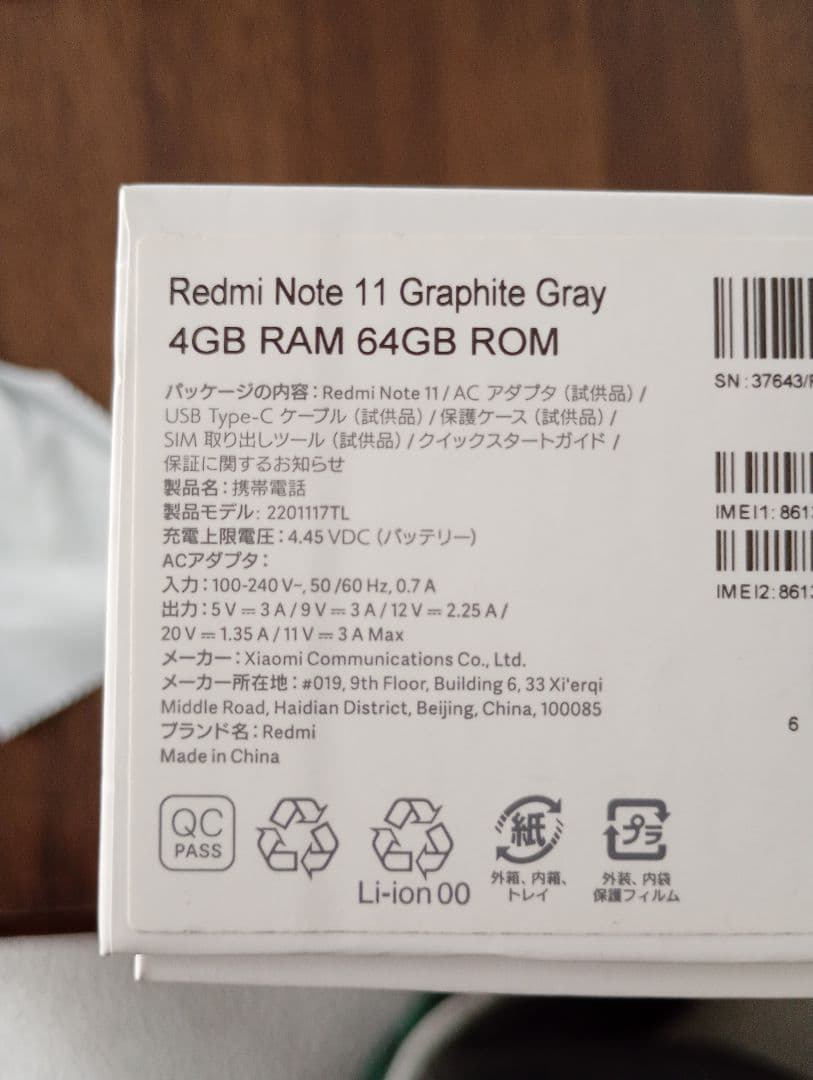 Redmi Note 11 Graphite Gray
4GB RAM 64GB ROM
パッケージの内容：Redmi Note 11 / AC アダプタ（試供品）/
USB Type-C ケーブル（試供品）/ 保護ケース（試供品）/
SIM 取り出しツール（試供品）/ クイックスタートガイド /
保証に関するお知らせ
製品名：携帯電話
製品モデル: 2201117TL
充電上限電圧：4.45 VDC（バッテリー）
ACアダプタ：
入力：100-240 V~, 50 /60 Hz, 0.7 A
出力：5 V ⎓ 3 A / 9 V ⎓ 3 A / 12 V ⎓ 2.25 A /
20 V ⎓ 1.35 A / 11 V ⎓ 3 A Max
メーカー：Xiaomi Communications Co., Ltd.
メーカー所在地：#019, 9th Floor, Building 6, 33 Xi'erqi
Middle Road, Haidian District, Beijing, China, 100085
ブランド名：Redmi
Made in China
QC
PASS
Li-ion 00
紙
外箱、内箱、
トレイ
プラ
外装、内袋
保護フィルム
SN : 37643/
IMEI1: 861
IMEI2: 861
6